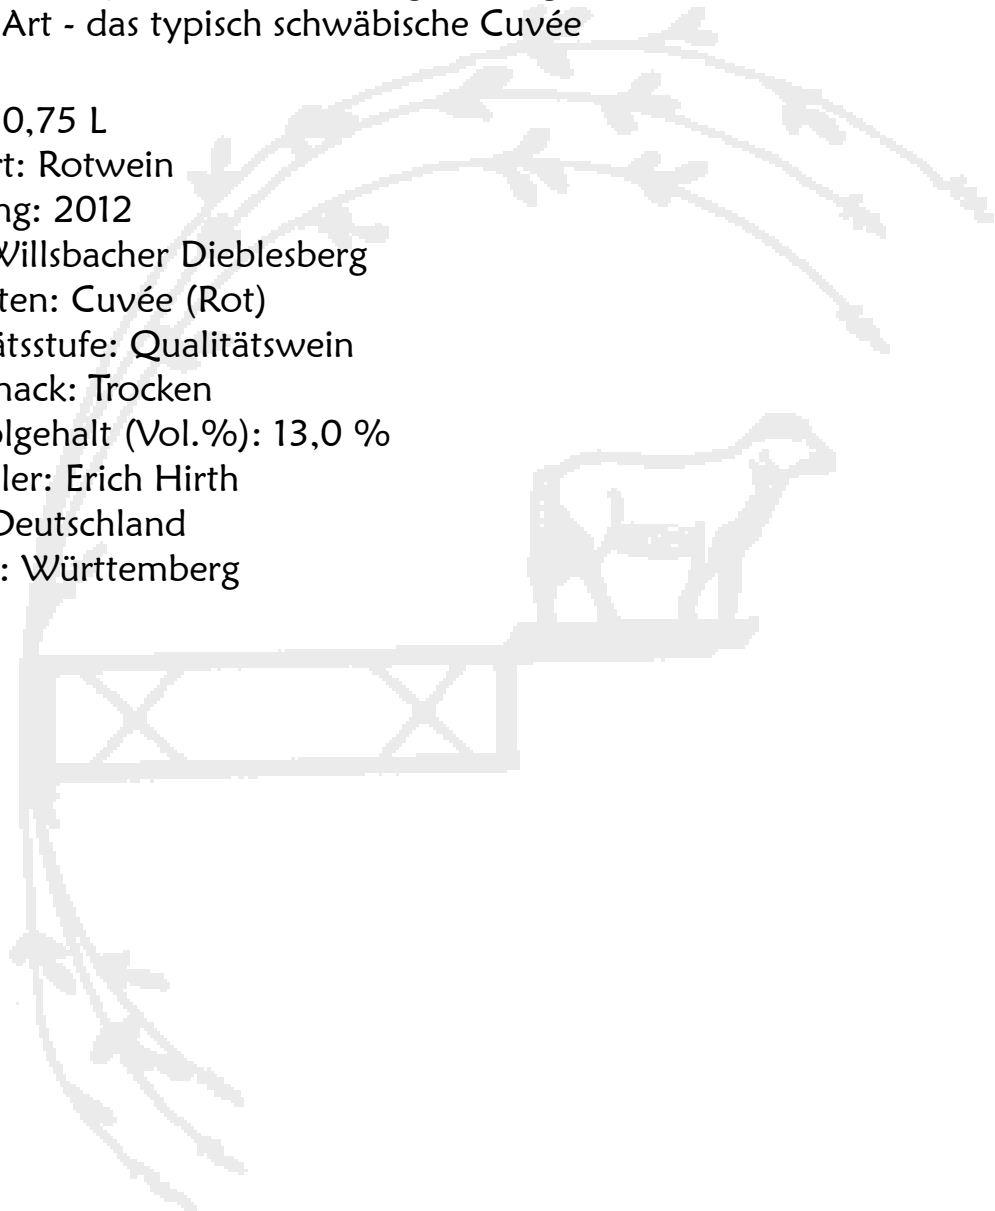 Art - das typisch schwäbische Cuvée
0,75 L
rt: Rotwein
ng: 2012
Willsbacher Dieblesberg
ten: Cuvée (Rot)
ätsstufe: Qualitätswein
nack: Trocken
olgehalt (Vol.%): 13,0 %
ler: Erich Hirth
Deutschland
: Württemberg